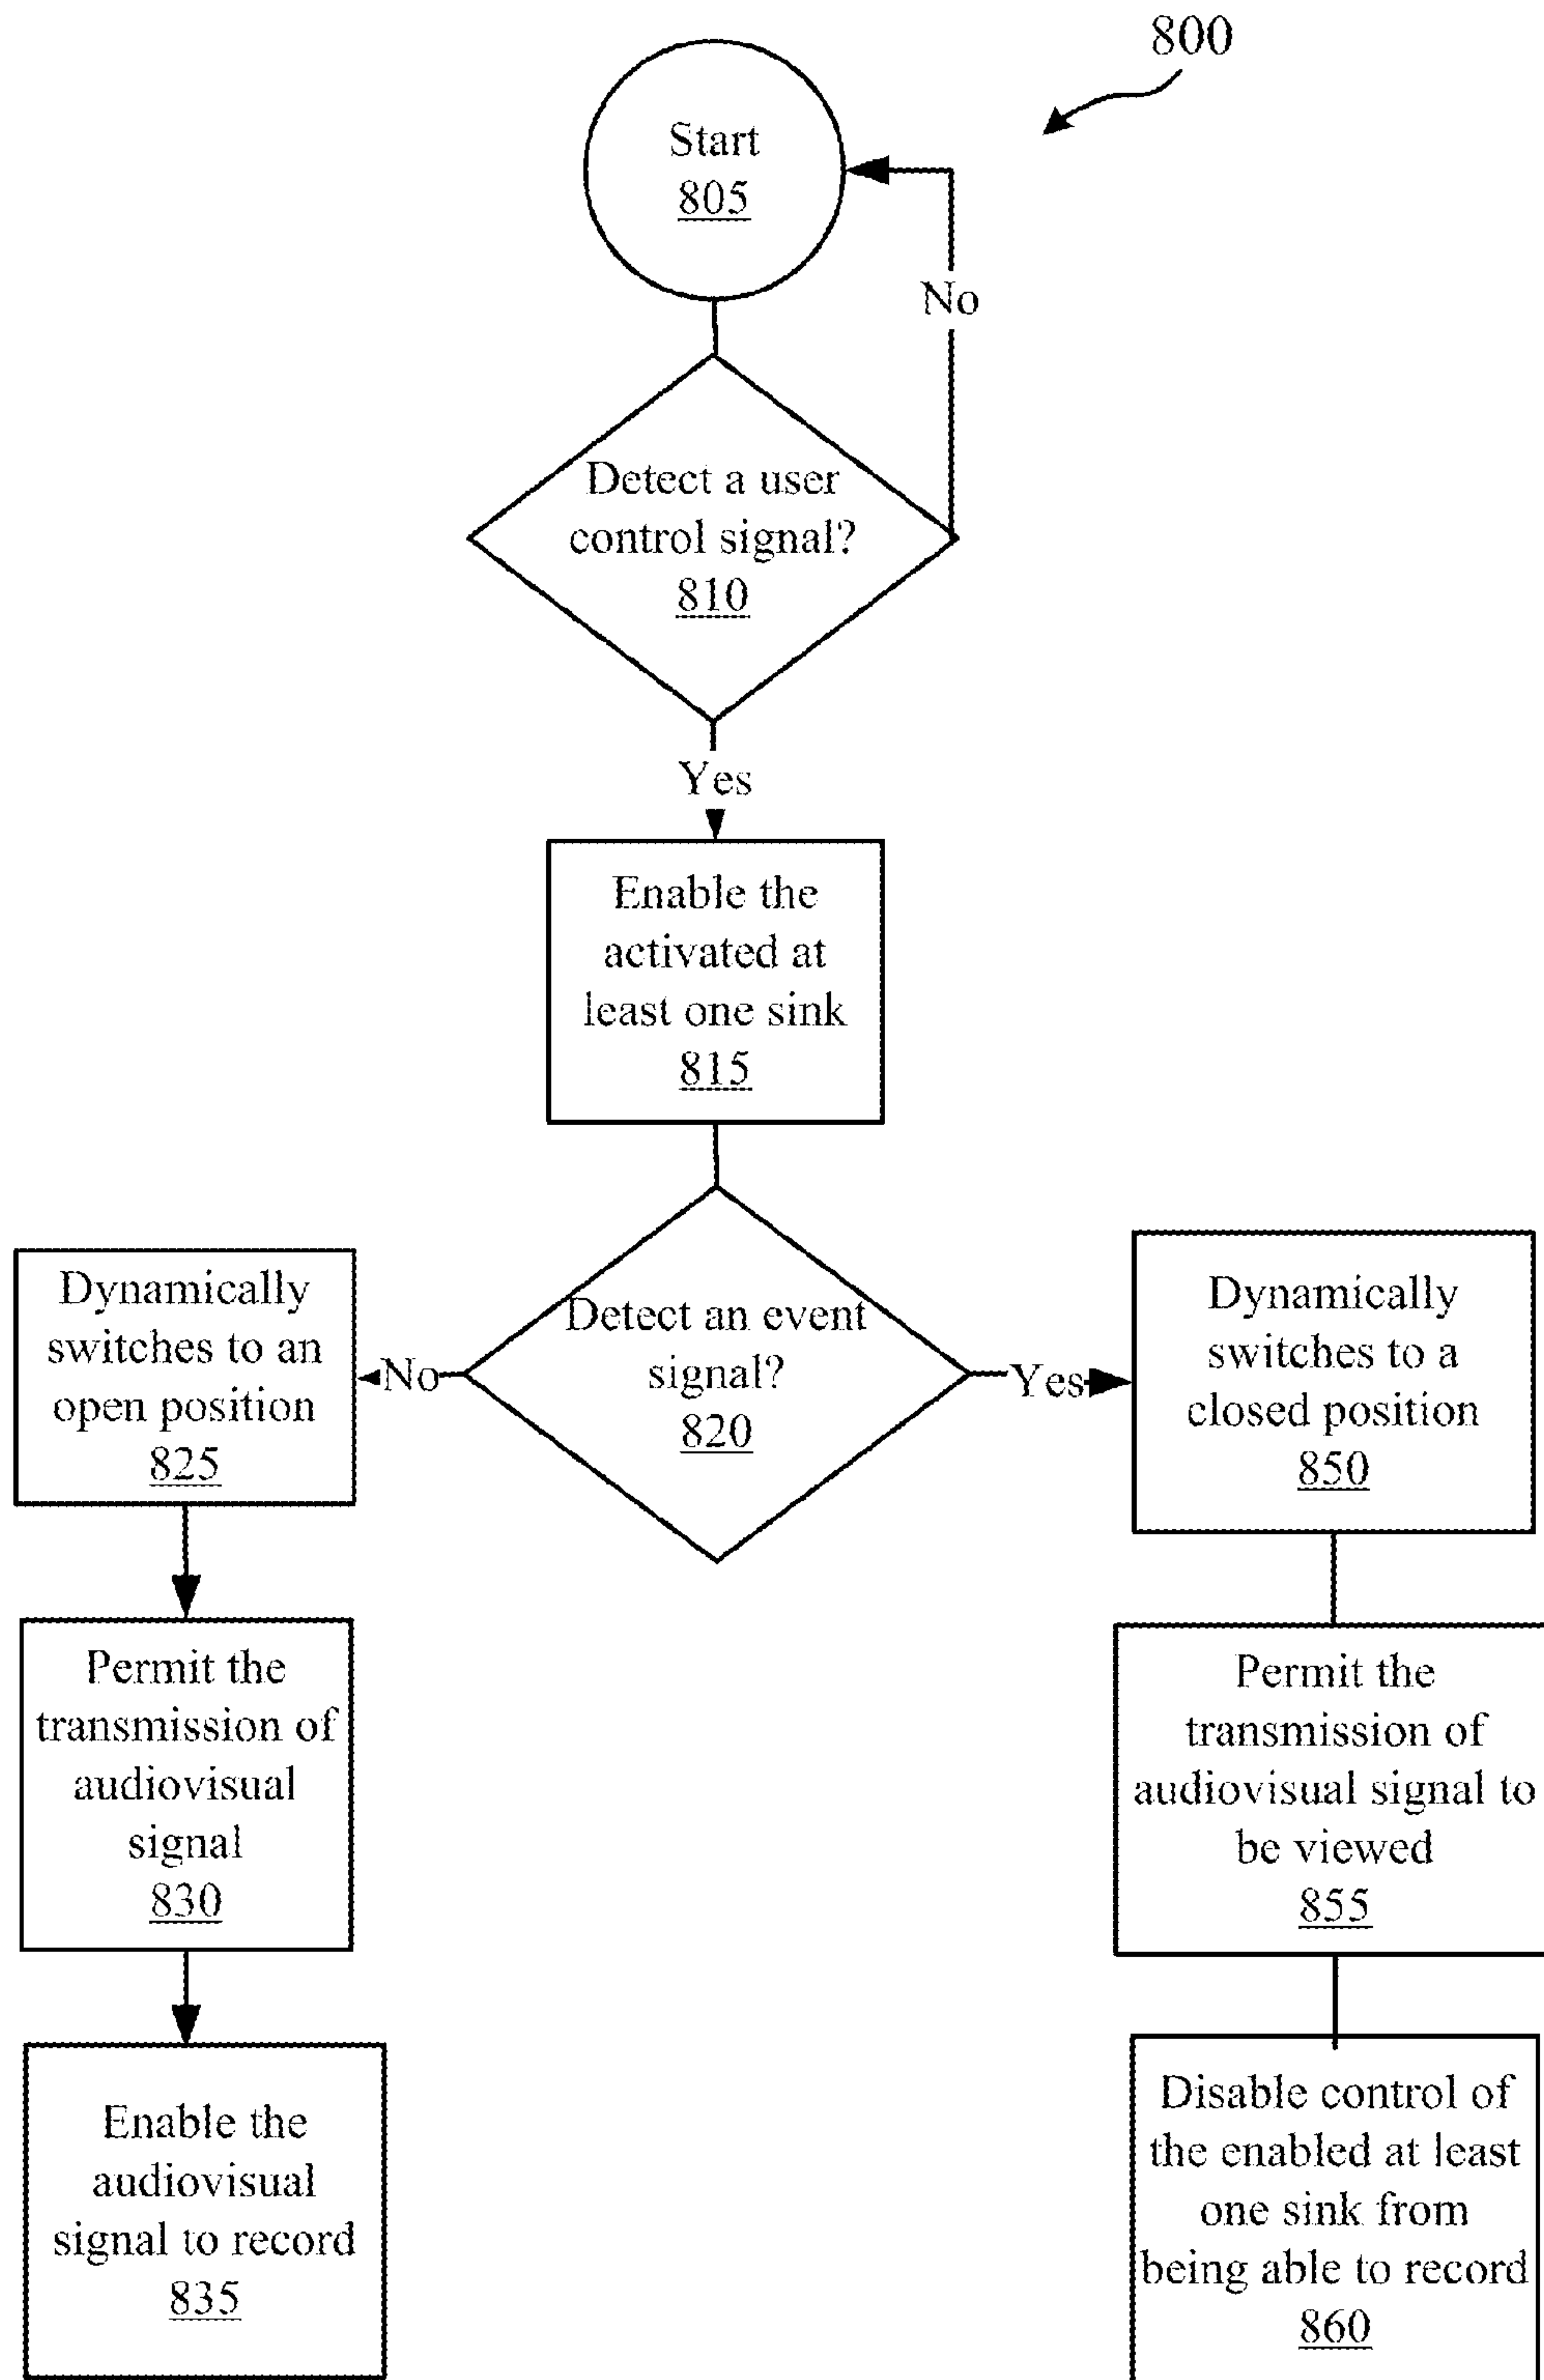 800
Start
805
No
Detect a user
control signal?
810
Yes
Enable the
activated at
least one sink
815
Detect an event
signal?
820
No
Yes
Dynamically
switches to an
open position
825
Permit the
transmission of
audiovisual
signal
830
Enable the
audiovisual
signal to record
835
Dynamically
switches to a
closed position
850
Permit the
transmission of
audiovisual signal to
be viewed
855
Disable control of
the enabled at least
one sink from
being able to record
860